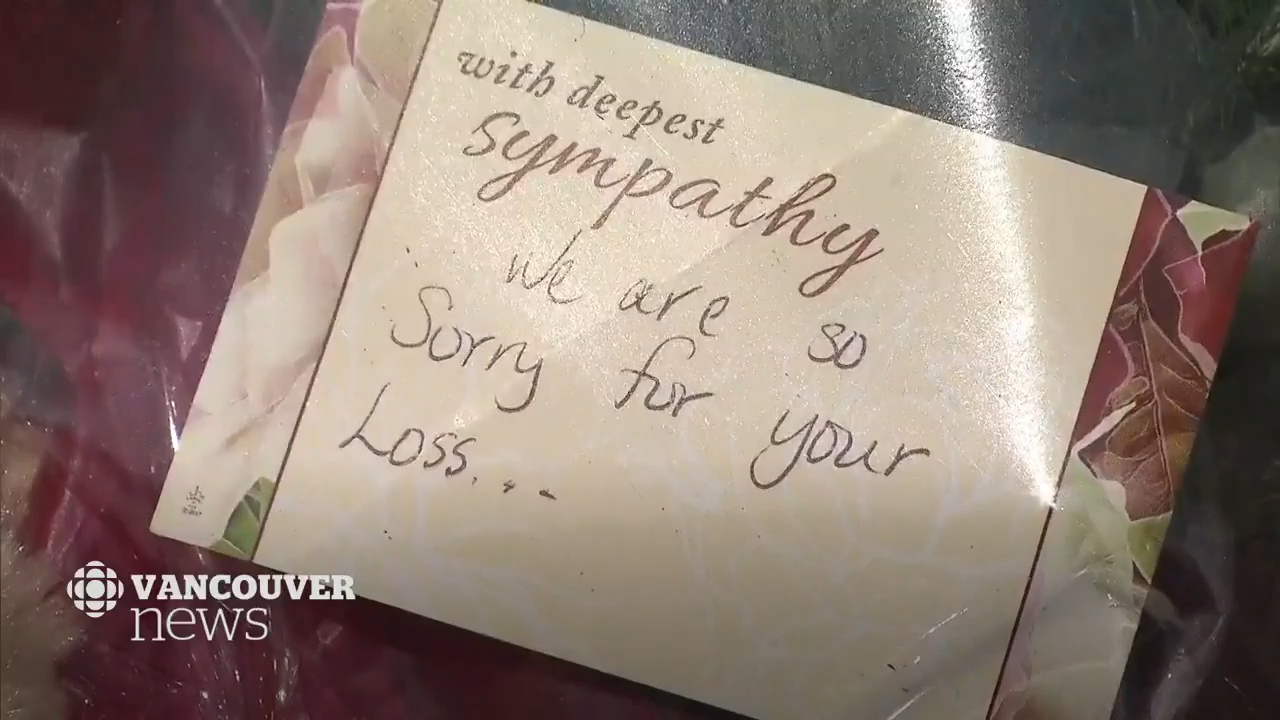 with deepest
sympathy
We are so
Sorry for your
Loss...
VANCOUVER
news